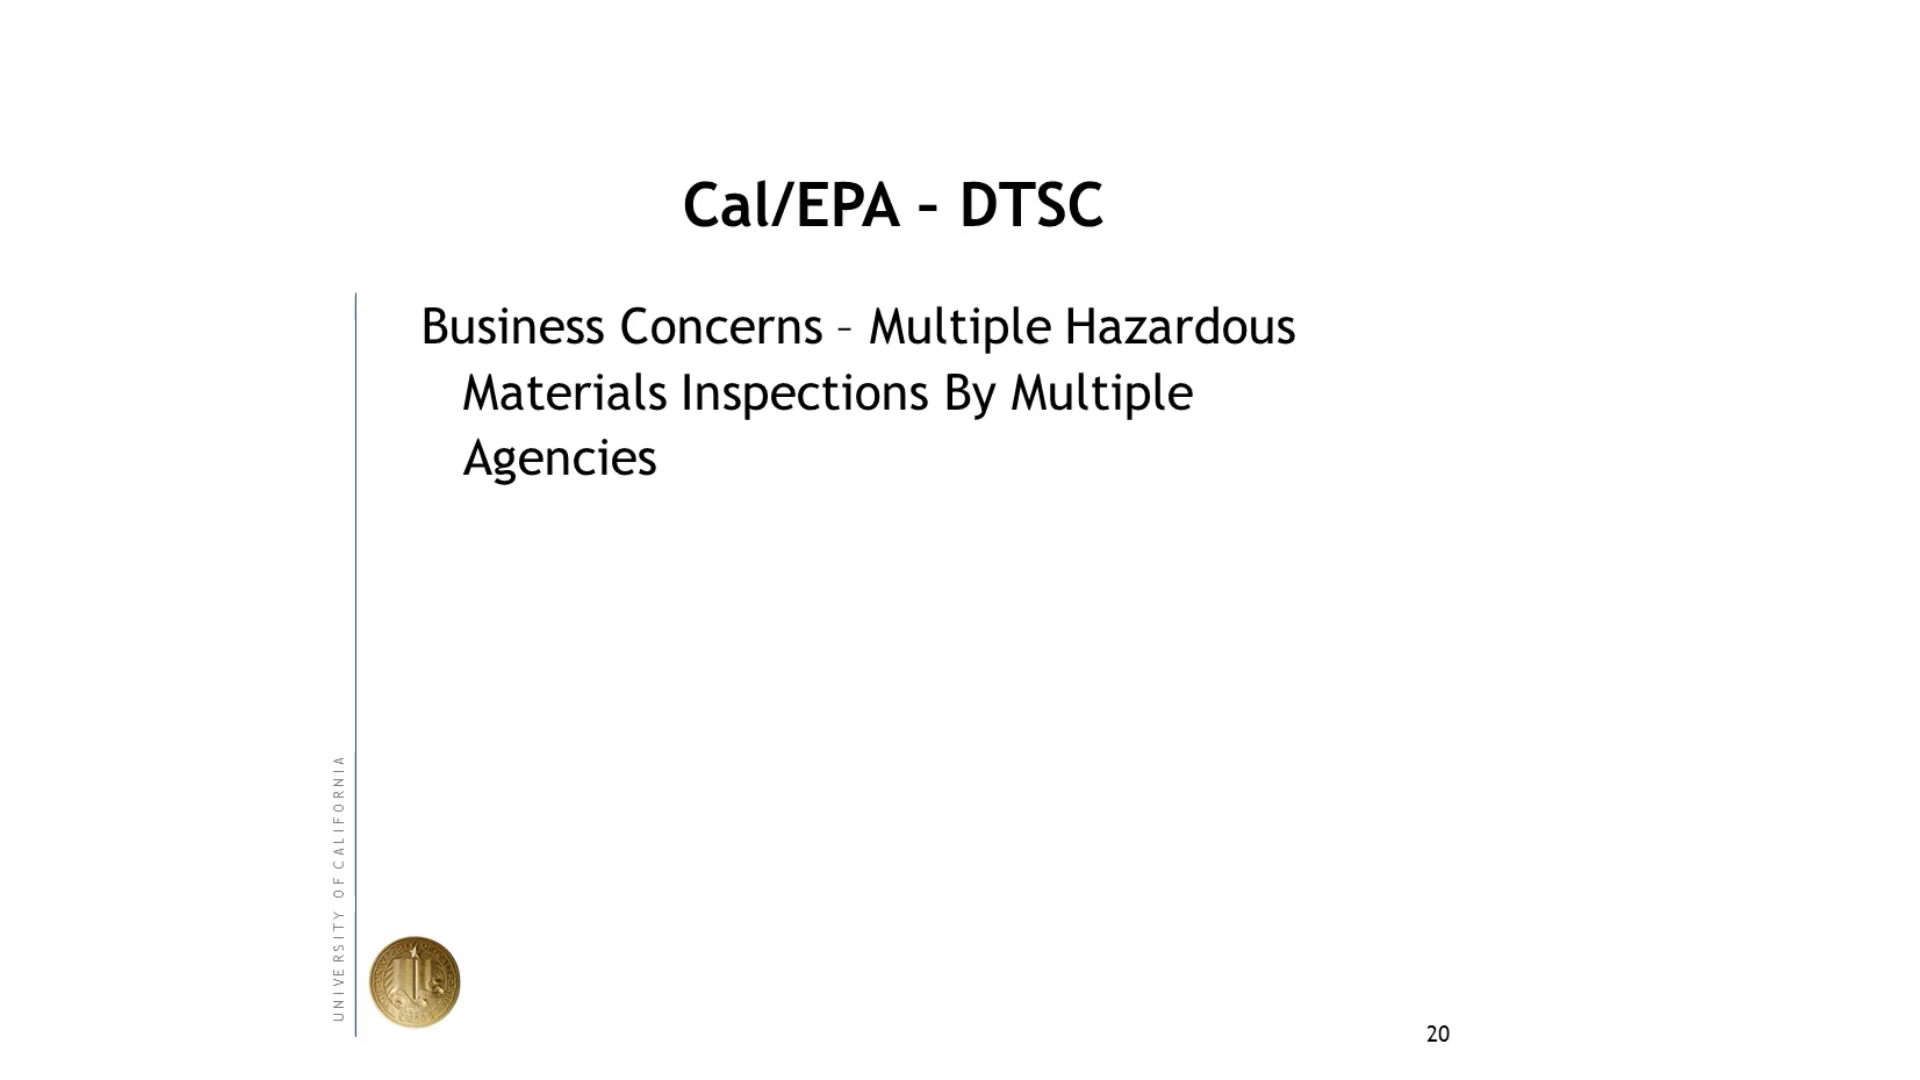 Cal/EPA – DTSC
Business Concerns – Multiple Hazardous
Materials Inspections By Multiple
Agencies
UNIVERSITY OF CALIFORNIA
20